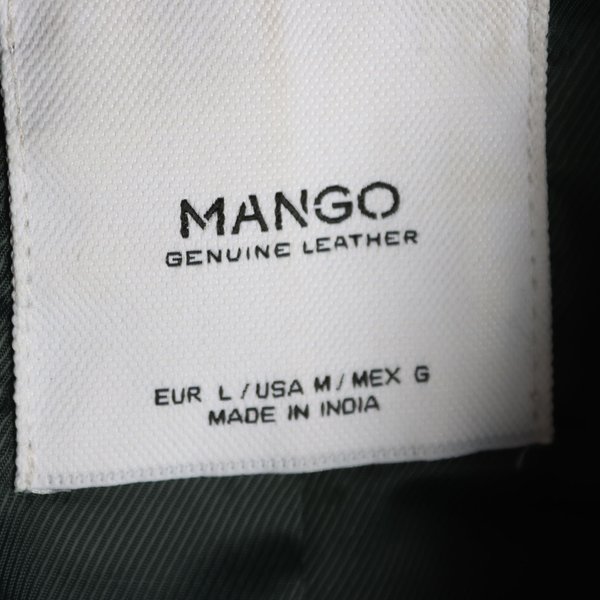 MANGO
GENUINE LEATHER
EUR L / USA M / MEX G
MADE IN INDIA